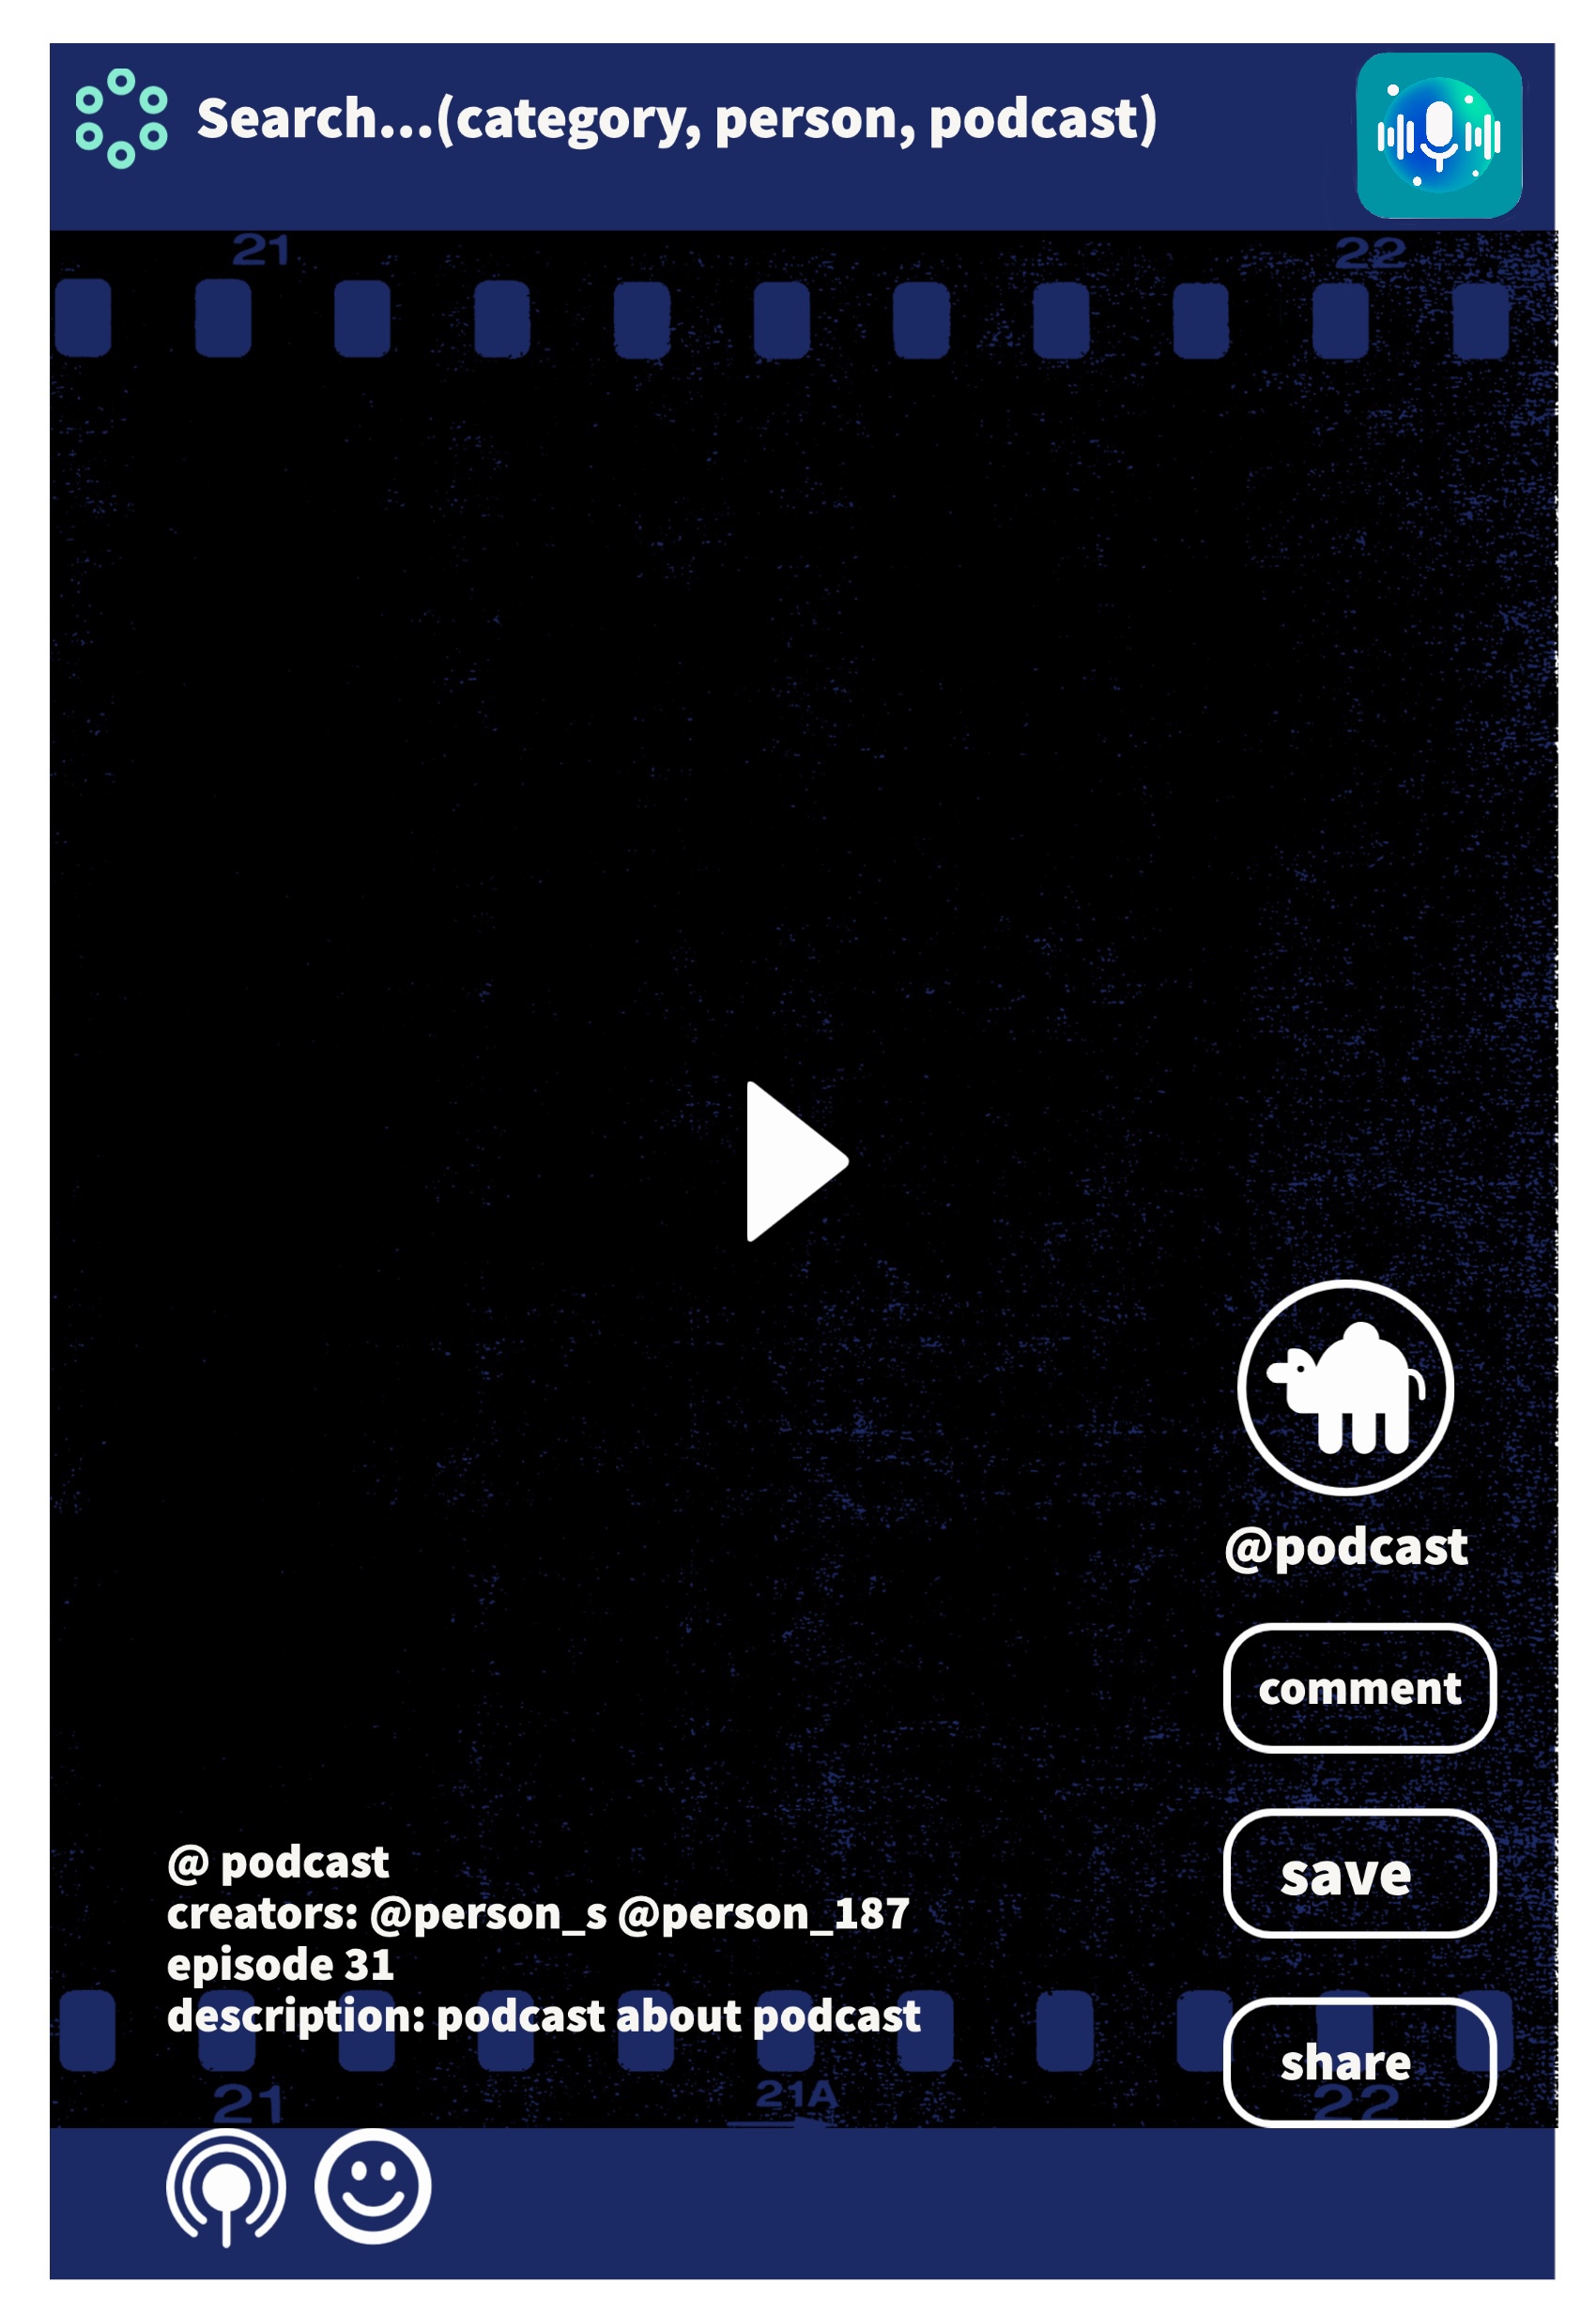 Search...(category, person, podcast)
21
22
@podcast
comment
save
@ podcast
creators: @person_s @person_187
episode 31
description: podcast about podcast
share
21
21A
22